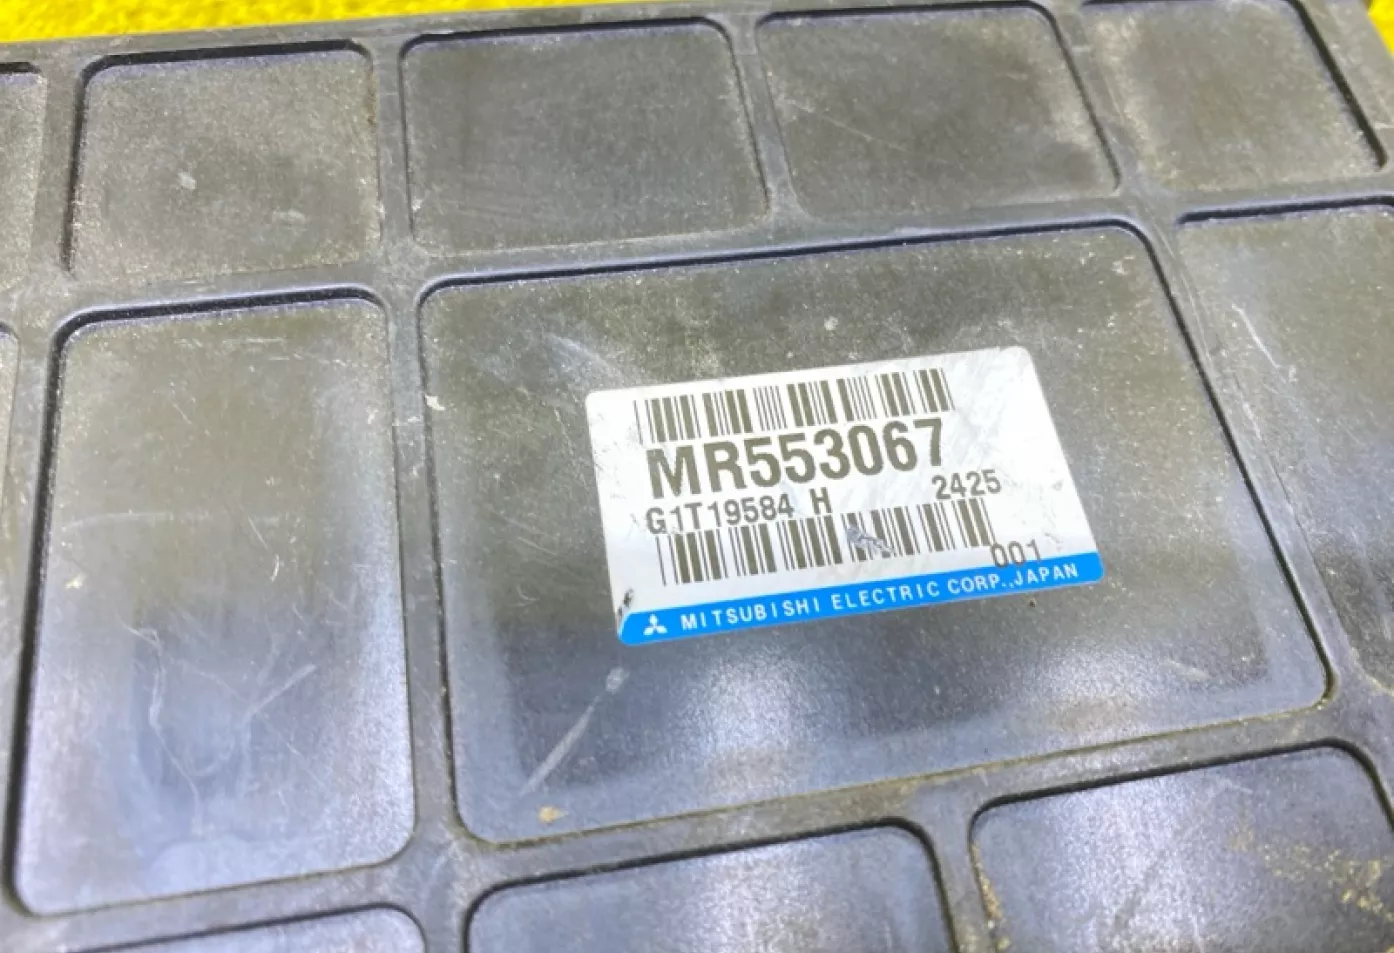 MR553067
G1T19584 H 2425
001
MITSUBISHI ELECTRIC CORP., JAPAN